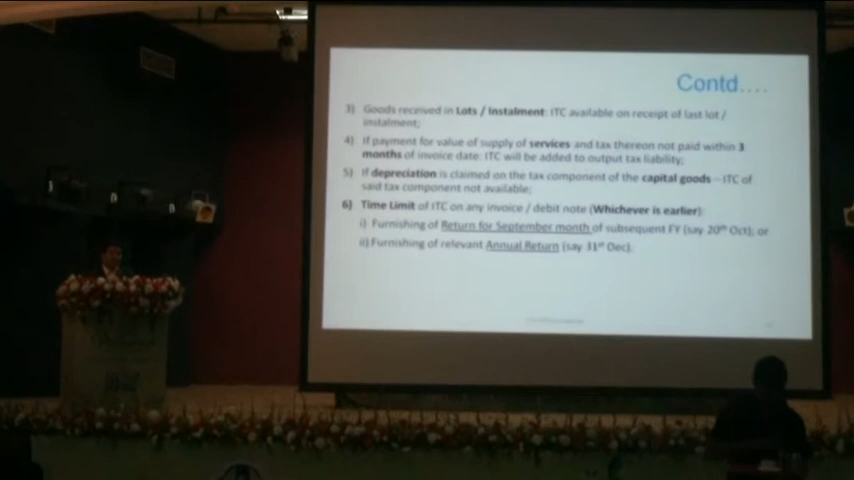 Contd....
3) Goods received in Lots / Instalment: ITC available on receipt of last lot /
instalment;
4) If payment for value of supply of services and tax thereon not paid within 3
months of invoice date: ITC will be added to output tax liability;
5) If depreciation is claimed on the tax component of the capital goods – ITC of
said tax component not available;
6) Time Limit of ITC on any invoice / debit note (Whichever is earlier):
i) Furnishing of Return for September month of subsequent FY (say 20th Oct); or
ii) Furnishing of relevant Annual Return (say 31st Dec).